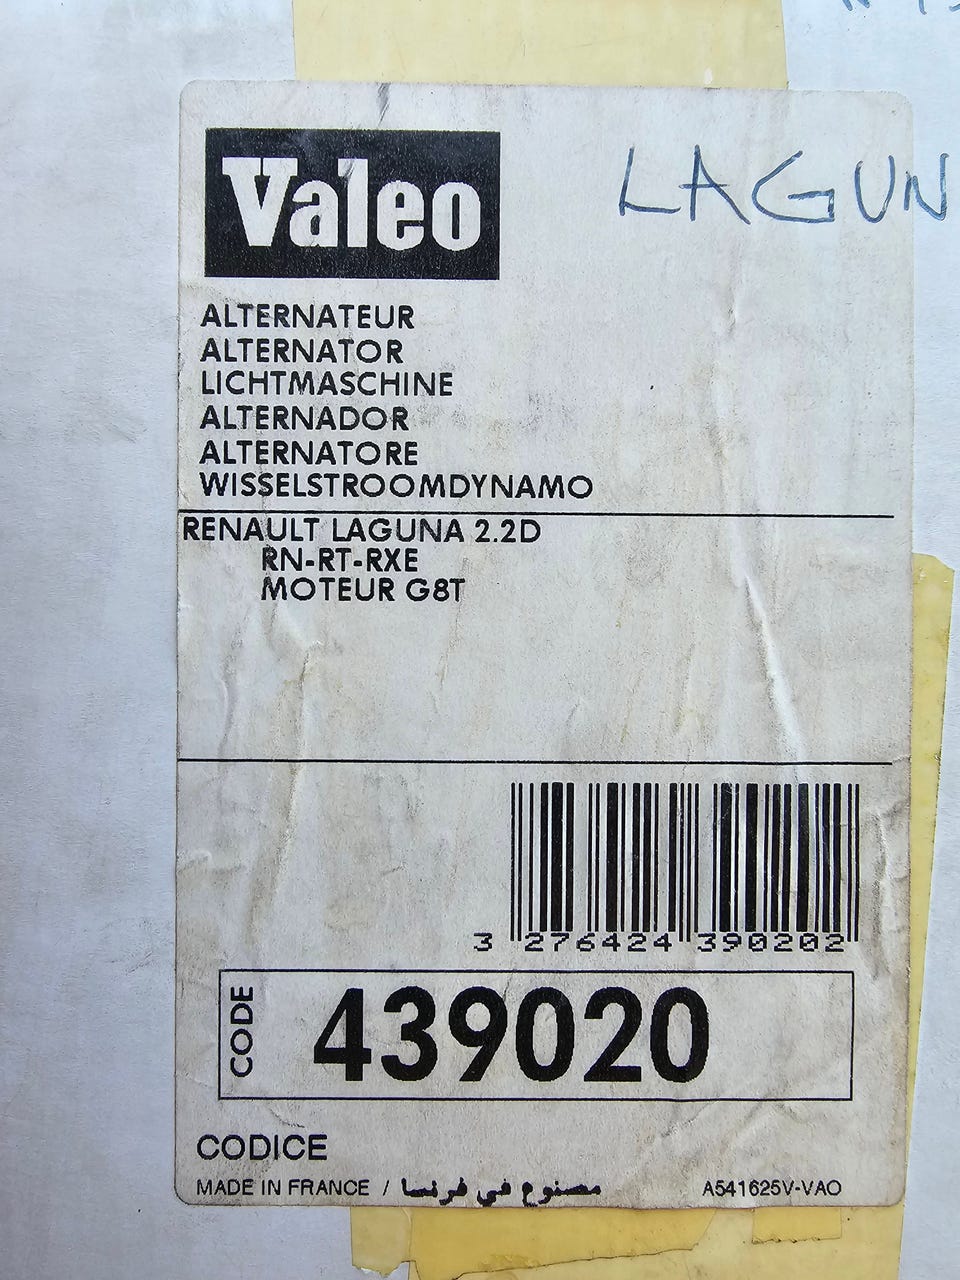 Valeo
LAGUN
ALTERNATEUR
ALTERNATOR
LICHTMASCHINE
ALTERNADOR
ALTERNATORE
WISSELSTROOMDYNAMO
RENAULT LAGUNA 2.2D
RN-RT-RXE
MOTEUR G8T
3 276424 390202
CODE 439020
CODICE
MADE IN FRANCE / مصنوع في فرنسا A541625V-VAO